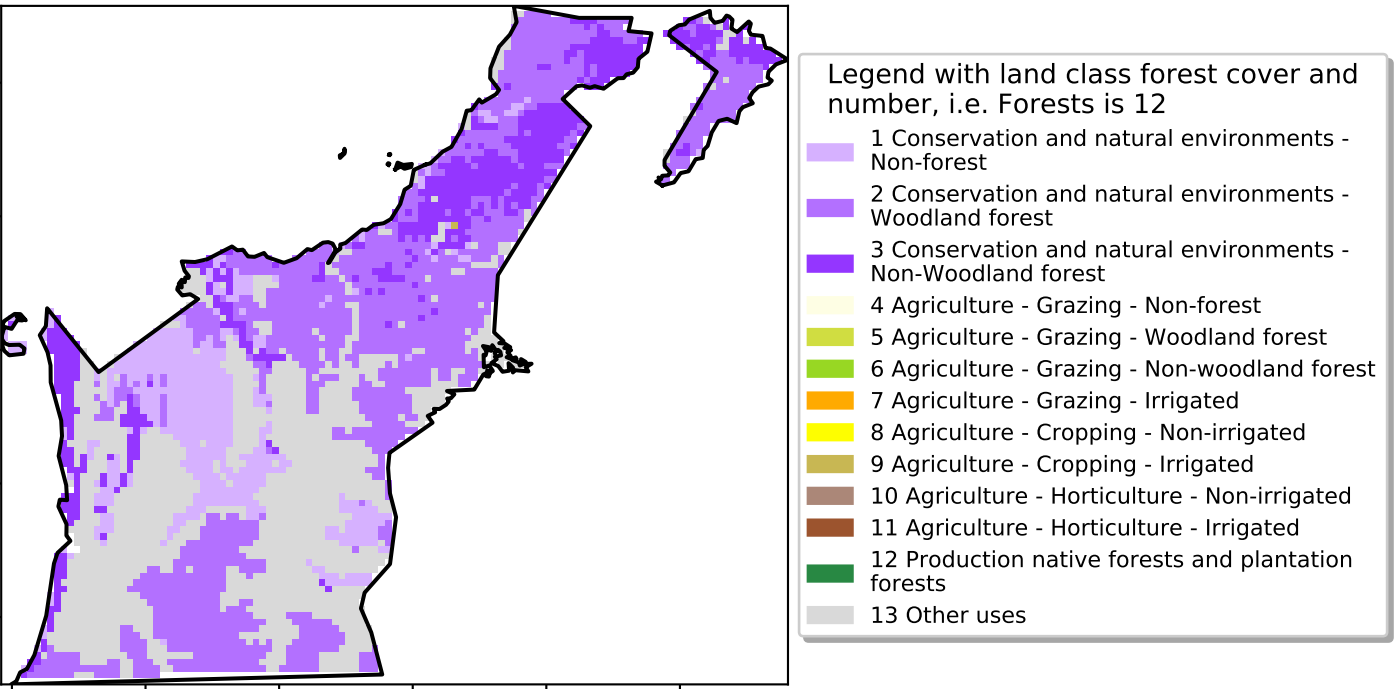 Legend with land class forest cover and
number, i.e. Forests is 12
1 Conservation and natural environments -
Non-forest
2 Conservation and natural environments -
Woodland forest
3 Conservation and natural environments -
Non-Woodland forest
4 Agriculture - Grazing - Non-forest
5 Agriculture - Grazing - Woodland forest
6 Agriculture - Grazing - Non-woodland forest
7 Agriculture - Grazing - Irrigated
8 Agriculture - Cropping - Non-irrigated
9 Agriculture - Cropping - Irrigated
10 Agriculture - Horticulture - Non-irrigated
11 Agriculture - Horticulture - Irrigated
12 Production native forests and plantation
forests
13 Other uses